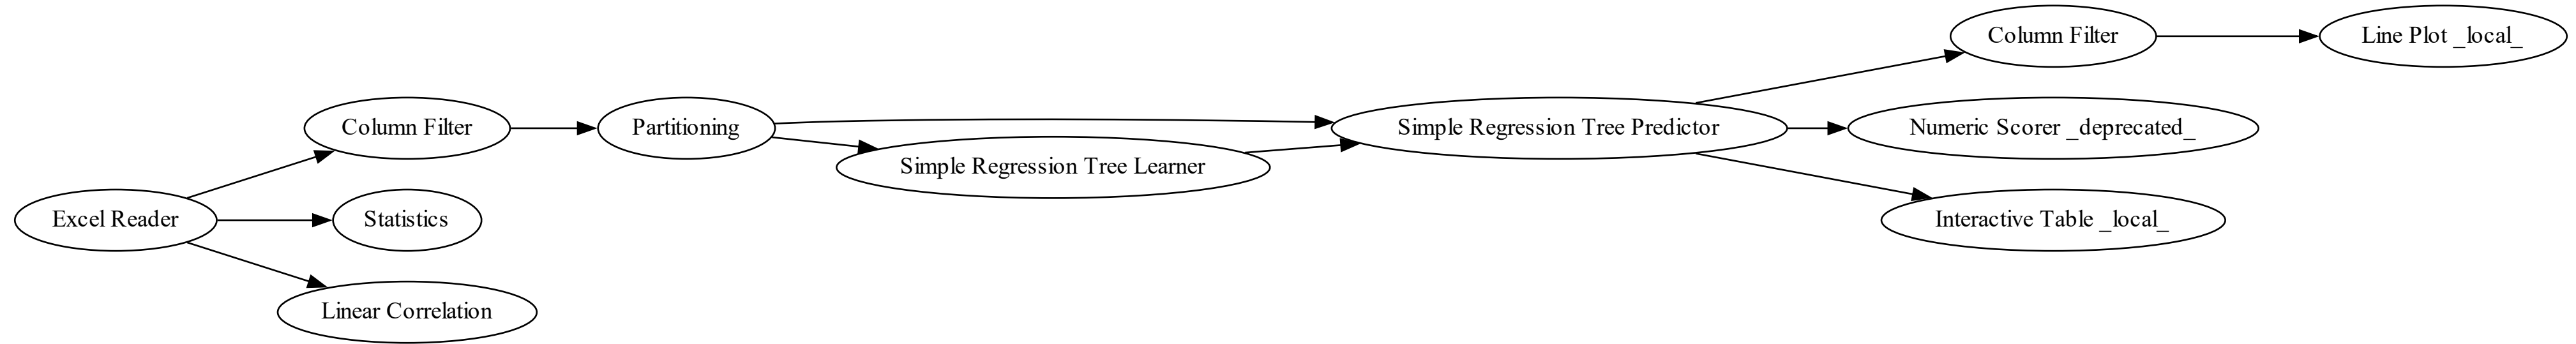 Excel Reader
Column Filter
Statistics
Linear Correlation
Partitioning
Simple Regression Tree Learner
Simple Regression Tree Predictor
Column Filter
Numeric Scorer _deprecated_
Interactive Table _local_
Line Plot _local_